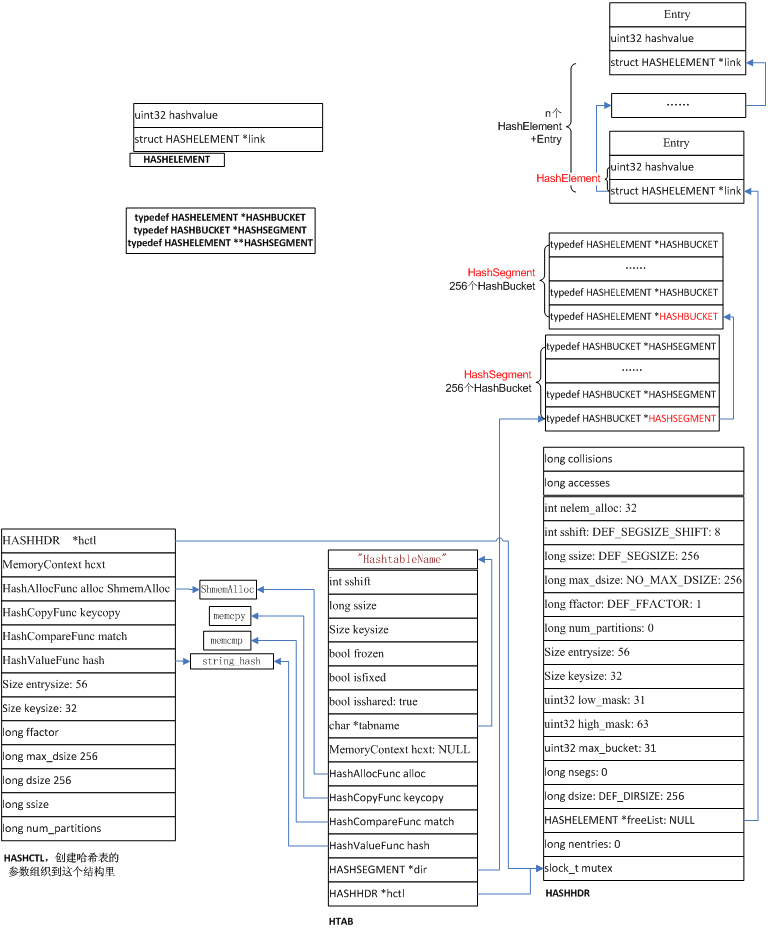 Entry
uint32 hashvalue
struct HASHELEMENT *link
······
n个
HashElement
+Entry
Entry
uint32 hashvalue
struct HASHELEMENT *link
HashElement
uint32 hashvalue
struct HASHELEMENT *link
HASHELEMENT
typedef HASHELEMENT *HASHBUCKET
typedef HASHBUCKET *HASHSEGMENT
typedef HASHELEMENT **HASHSEGMENT
HashSegment
256个HashBucket
typedef HASHELEMENT *HASHBUCKET
······
typedef HASHELEMENT *HASHBUCKET
typedef HASHELEMENT *HASHBUCKET
HashSegment
256个HashBucket
typedef HASHBUCKET *HASHSEGMENT
······
typedef HASHBUCKET *HASHSEGMENT
typedef HASHBUCKET *HASHSEGMENT
HASHHDR *hctl
MemoryContext hcxt
HashAllocFunc alloc ShmemAlloc
HashCopyFunc keycopy
HashCompareFunc match
HashValueFunc hash
Size entrysize: 56
Size keysize: 32
long ffactor
long max_dsize 256
long dsize 256
long ssize
long num_partitions
HASHCTL，创建哈希表的
参数组织到这个结构里
ShmemAlloc
memcpy
memcmp
string_hash
"HashtableName"
int sshift
long ssize
Size keysize
bool frozen
bool isfixed
bool isshared: true
char *tabname
MemoryContext hcxt: NULL
HashAllocFunc alloc
HashCopyFunc keycopy
HashCompareFunc match
HashValueFunc hash
HASHSEGMENT *dir
HASHHDR *hctl
HTAB
long collisions
long accesses
int nelem_alloc: 32
int sshift: DEF_SEGSIZE_SHIFT: 8
long ssize: DEF_SEGSIZE: 256
long max_dsize: NO_MAX_DSIZE: 256
long ffactor: DEF_FFACTOR: 1
long num_partitions: 0
Size entrysize: 56
Size keysize: 32
uint32 low_mask: 31
uint32 high_mask: 63
uint32 max_bucket: 31
long nsegs: 0
long dsize: DEF_DIRSIZE: 256
HASHELEMENT *freeList: NULL
long nentries: 0
slock_t mutex
HASHHDR